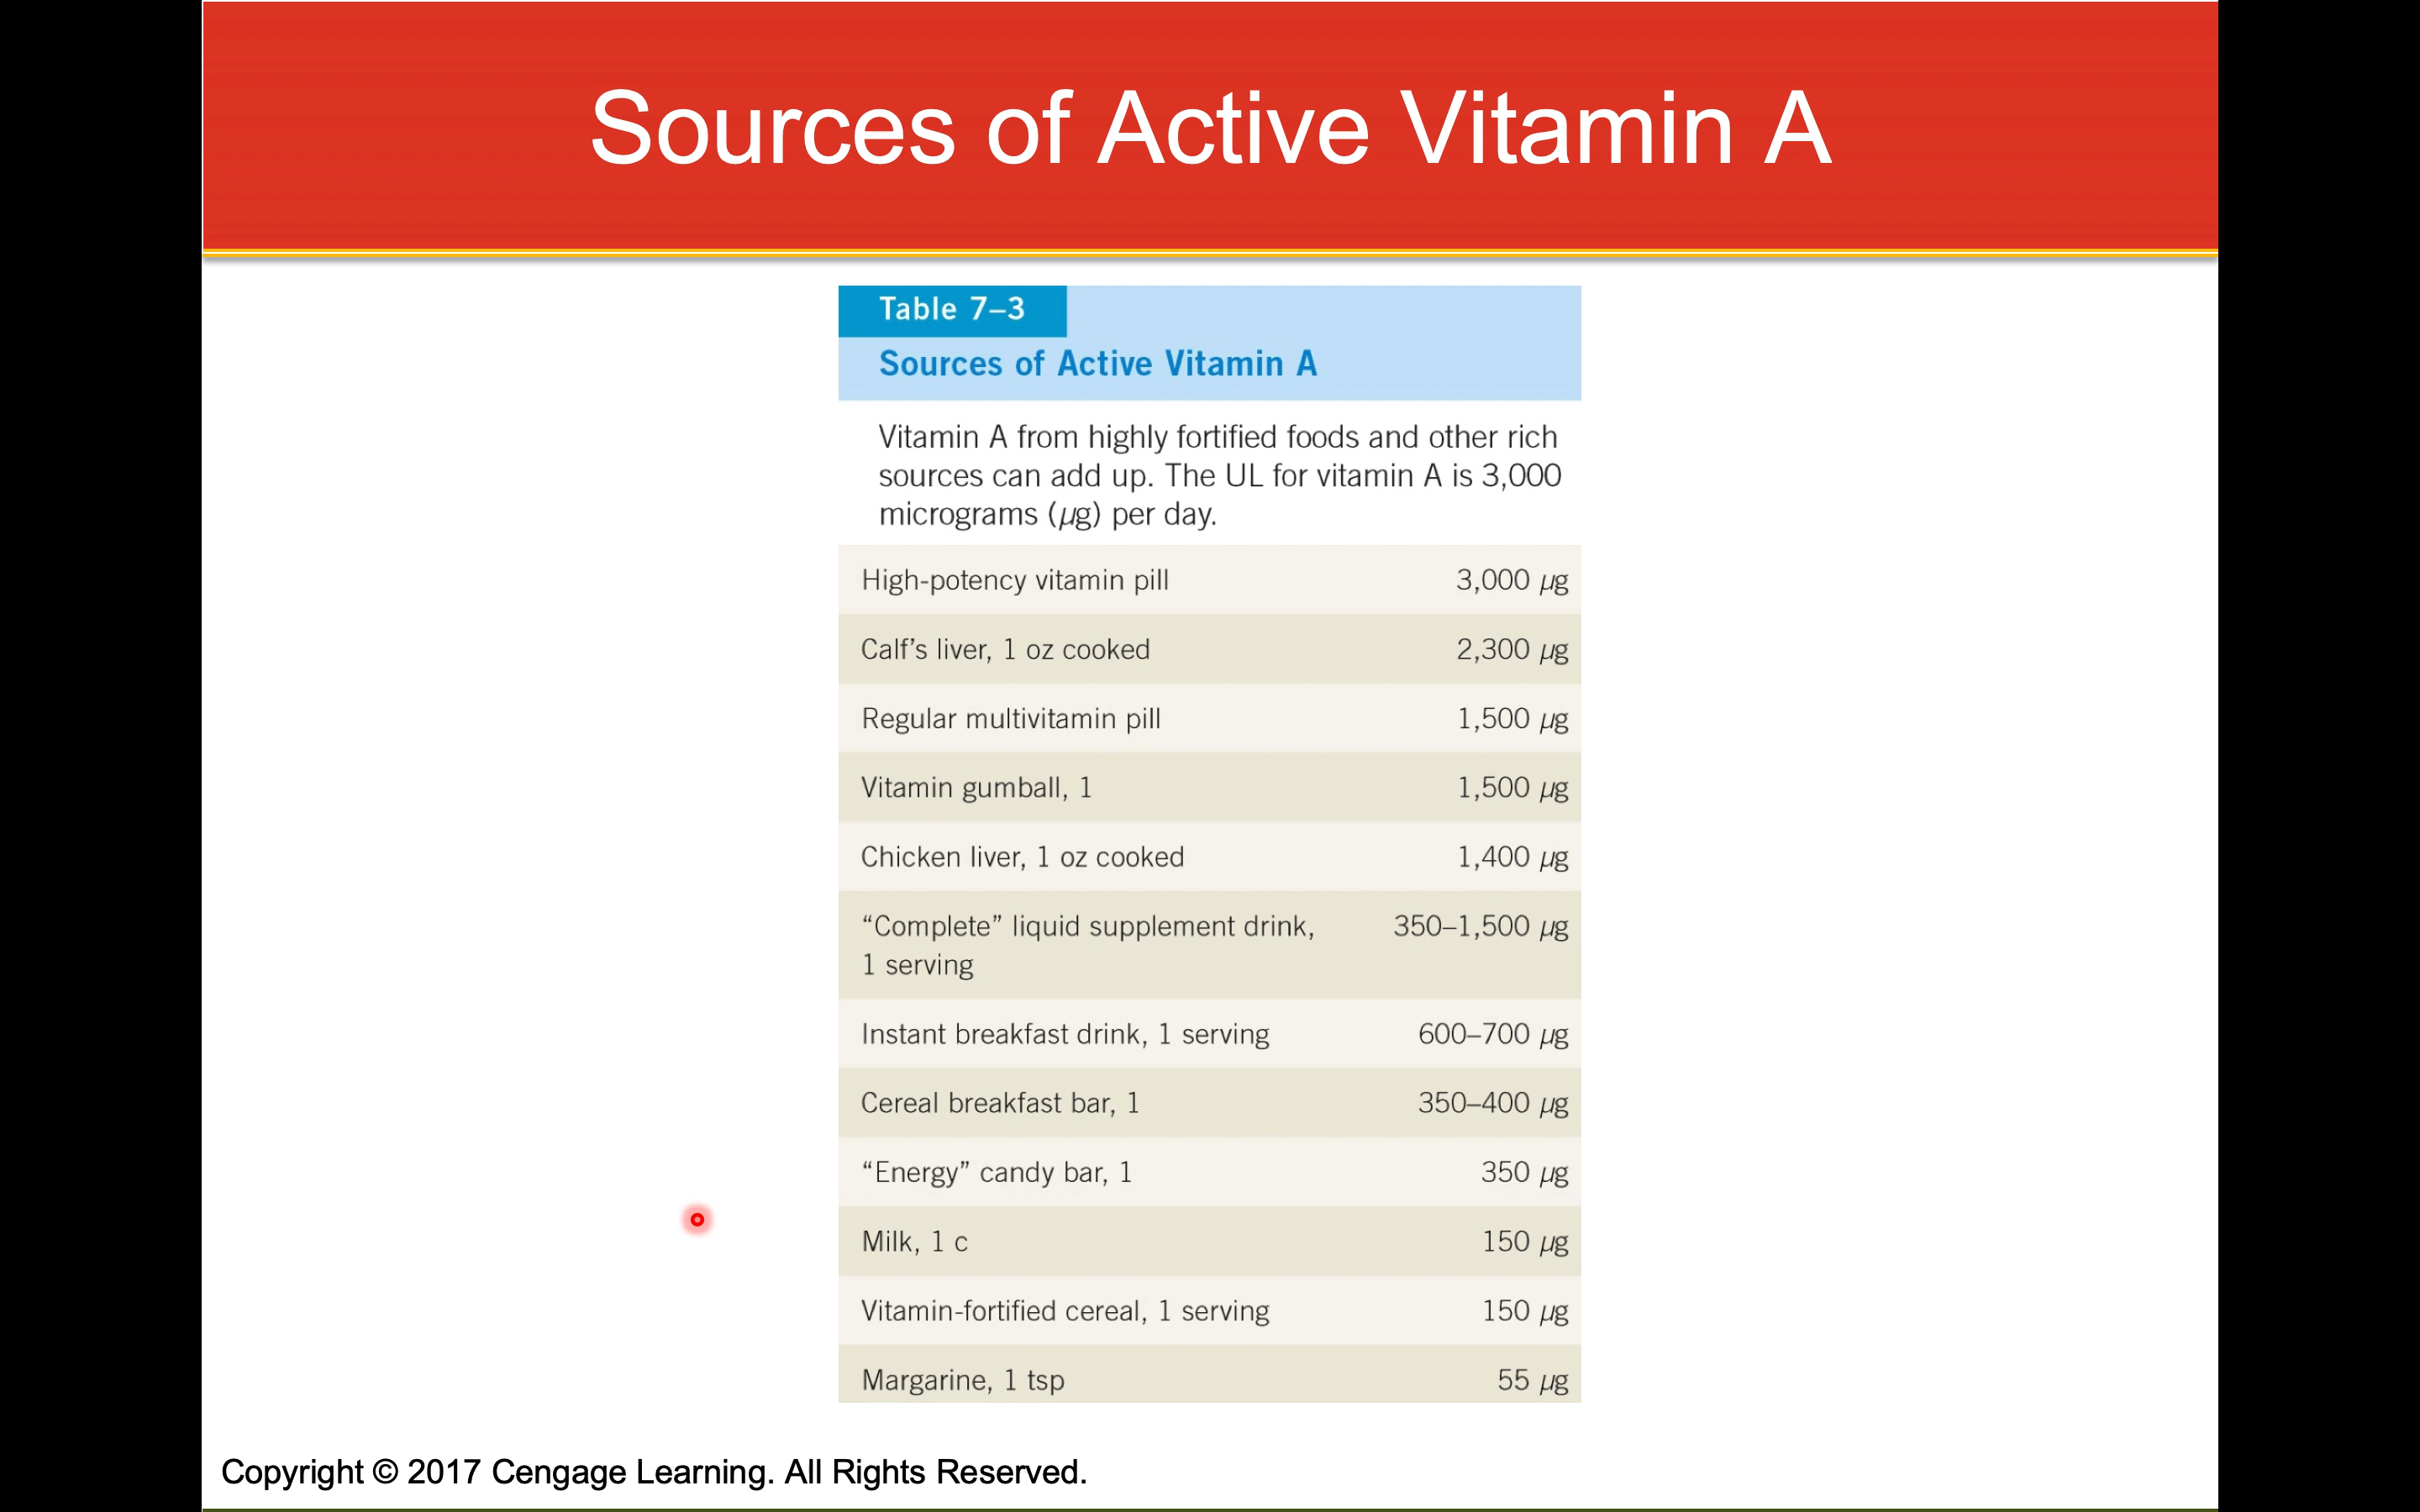 Sources of Active Vitamin A
Table 7–3
Sources of Active Vitamin A
Vitamin A from highly fortified foods and other rich
sources can add up. The UL for vitamin A is 3,000
micrograms (µg) per day.
High-potency vitamin pill 3,000 µg
Calf’s liver, 1 oz cooked 2,300 µg
Regular multivitamin pill 1,500 µg
Vitamin gumball, 1 1,500 µg
Chicken liver, 1 oz cooked 1,400 µg
“Complete” liquid supplement drink, 350–1,500 µg
1 serving
Instant breakfast drink, 1 serving 600–700 µg
Cereal breakfast bar, 1 350–400 µg
“Energy” candy bar, 1 350 µg
Milk, 1 c 150 µg
Vitamin-fortified cereal, 1 serving 150 µg
Margarine, 1 tsp 55 µg
Copyright © 2017 Cengage Learning. All Rights Reserved.